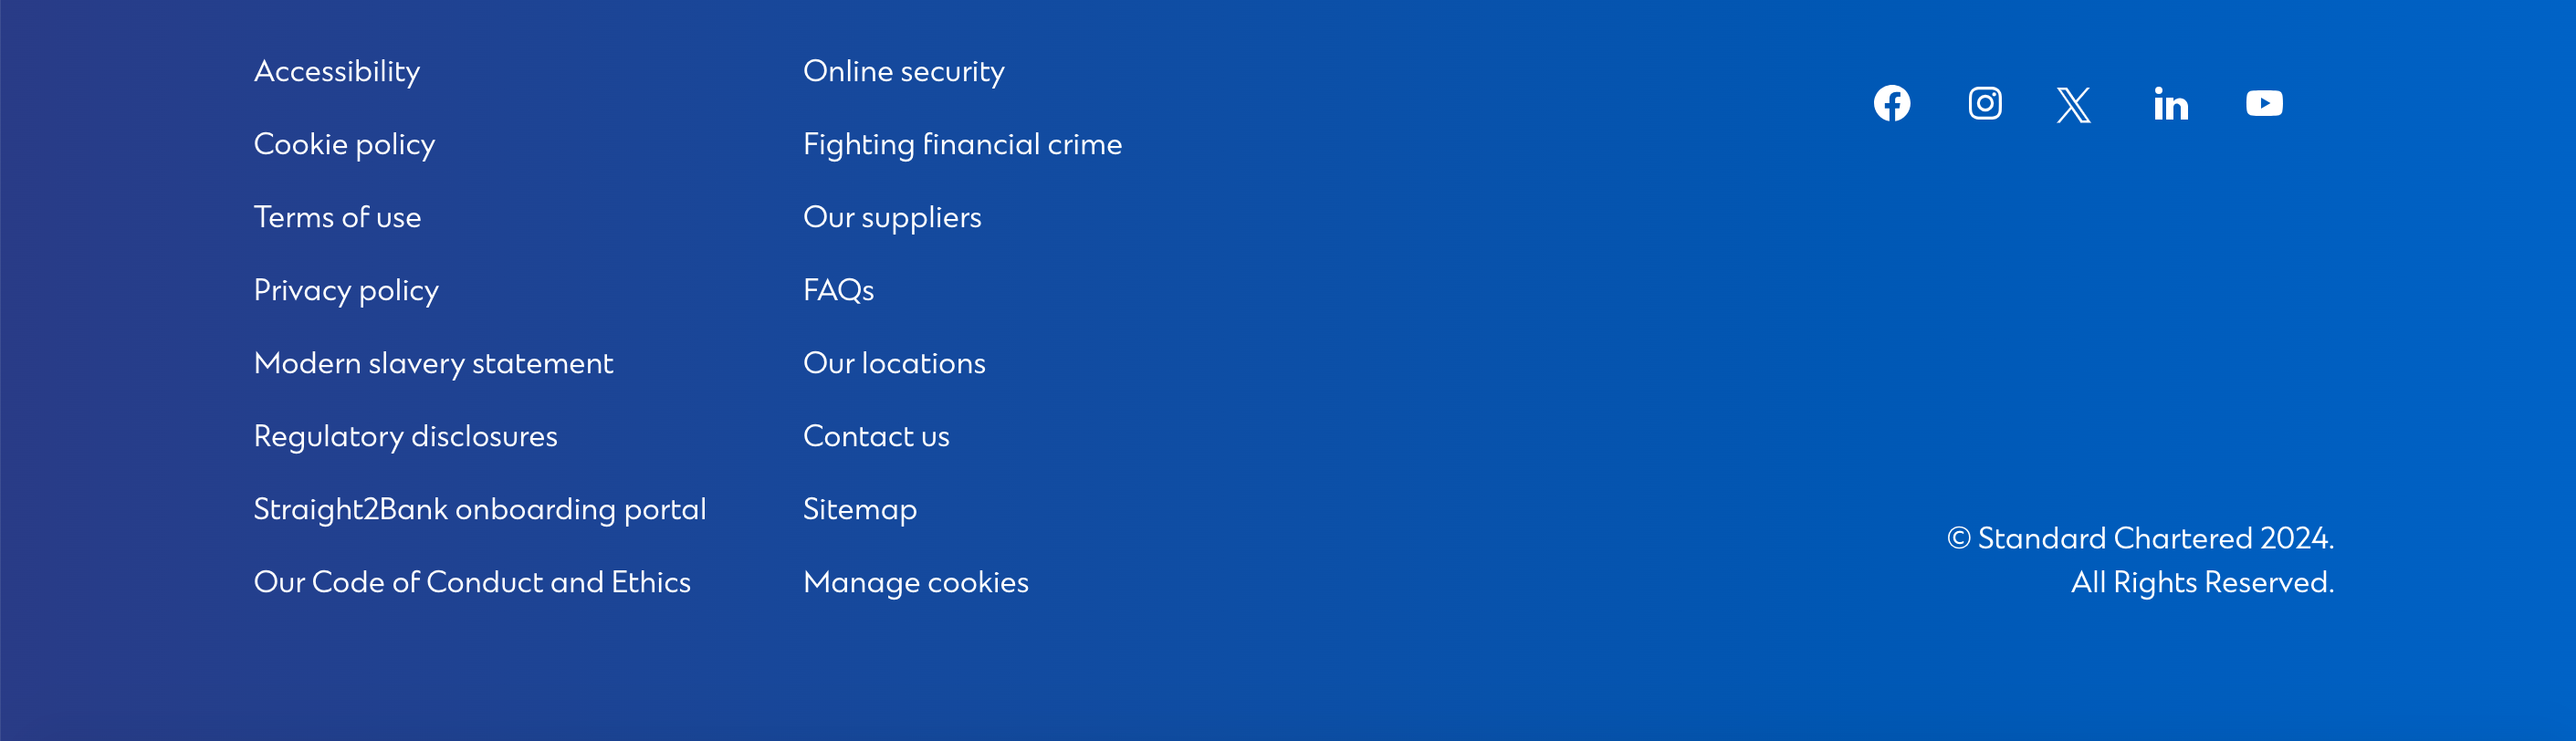 Accessibility
Cookie policy
Terms of use
Privacy policy
Modern slavery statement
Regulatory disclosures
Straight2Bank onboarding portal
Our Code of Conduct and Ethics
Online security
Fighting financial crime
Our suppliers
FAQs
Our locations
Contact us
Sitemap
Manage cookies
© Standard Chartered 2024.
All Rights Reserved.